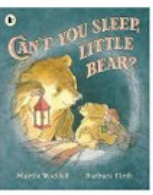 CAN'T YOU SLEEP,
LITTLE
BEAR?
Martin Waddell Barbara Firth